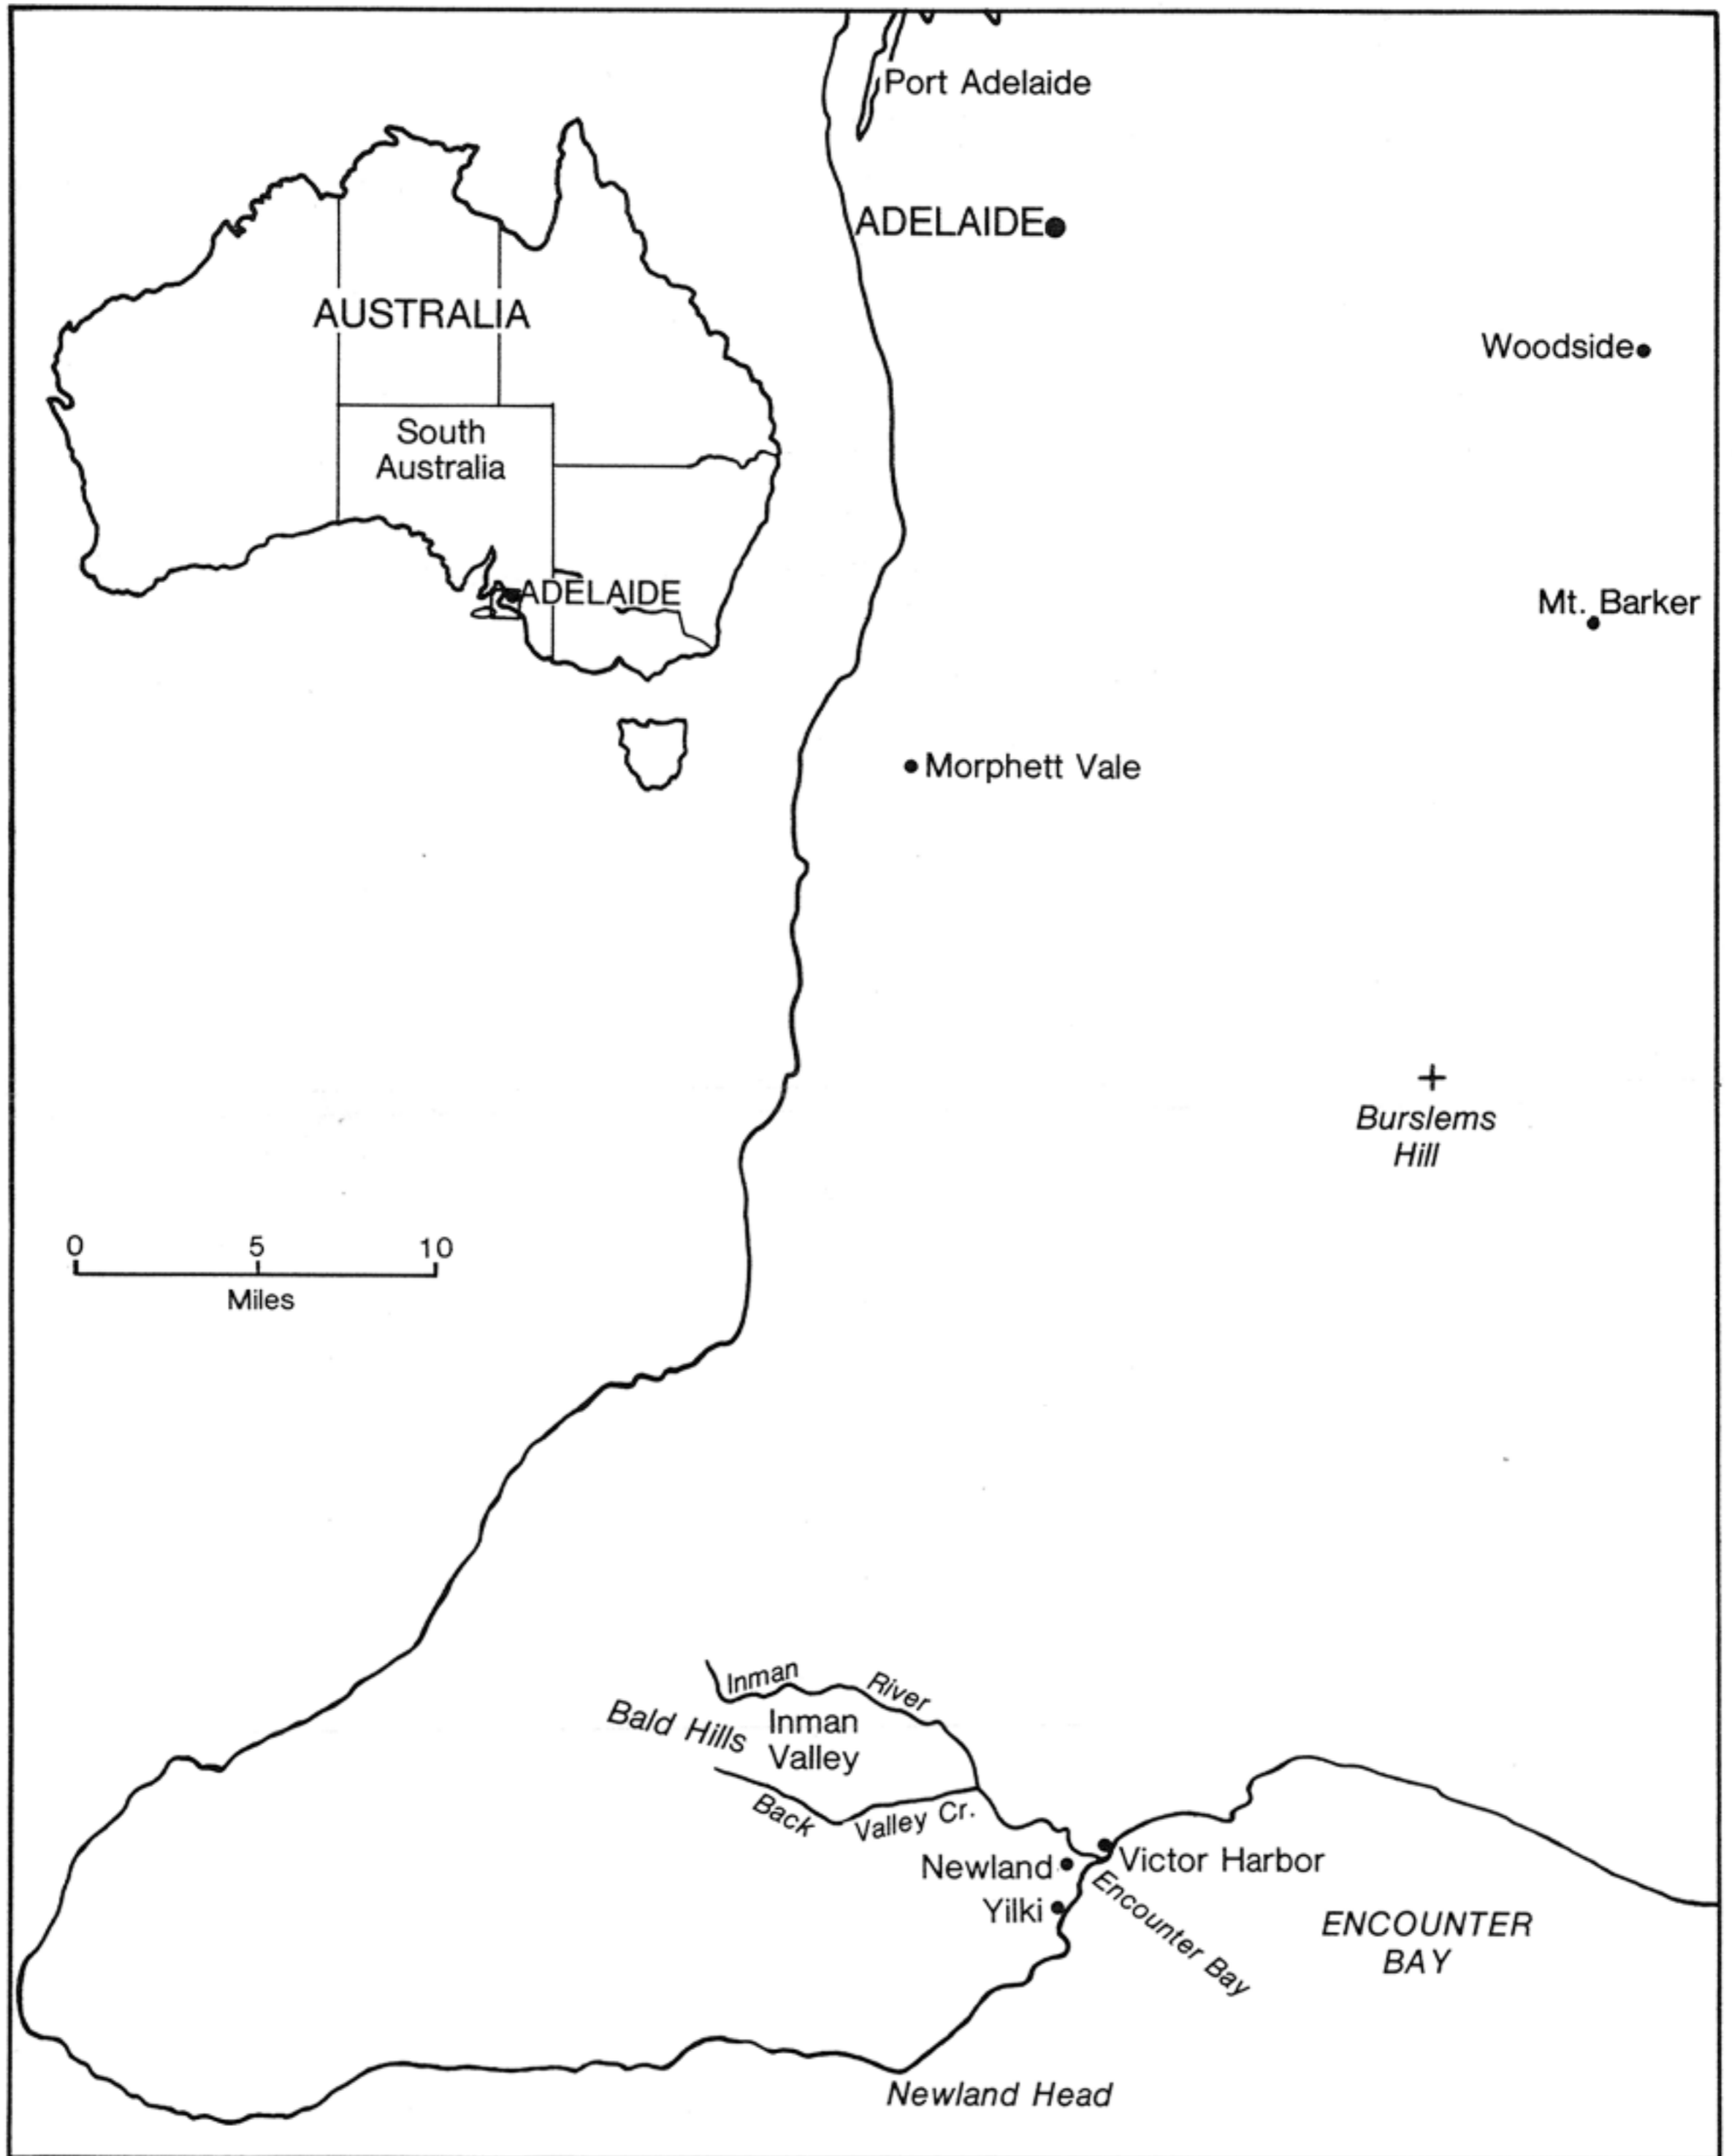 Port Adelaide
ADELAIDE
AUSTRALIA
Woodside
South
Australia
ADELAIDE
Mt. Barker
Morphett Vale
Burslems
Hill
0 5 10
Miles
Inman River
Bald Hills
Inman
Valley
Back Valley Cr.
Newland
Victor Harbor
Yilki
Encounter Bay
ENCOUNTER
BAY
Newland Head